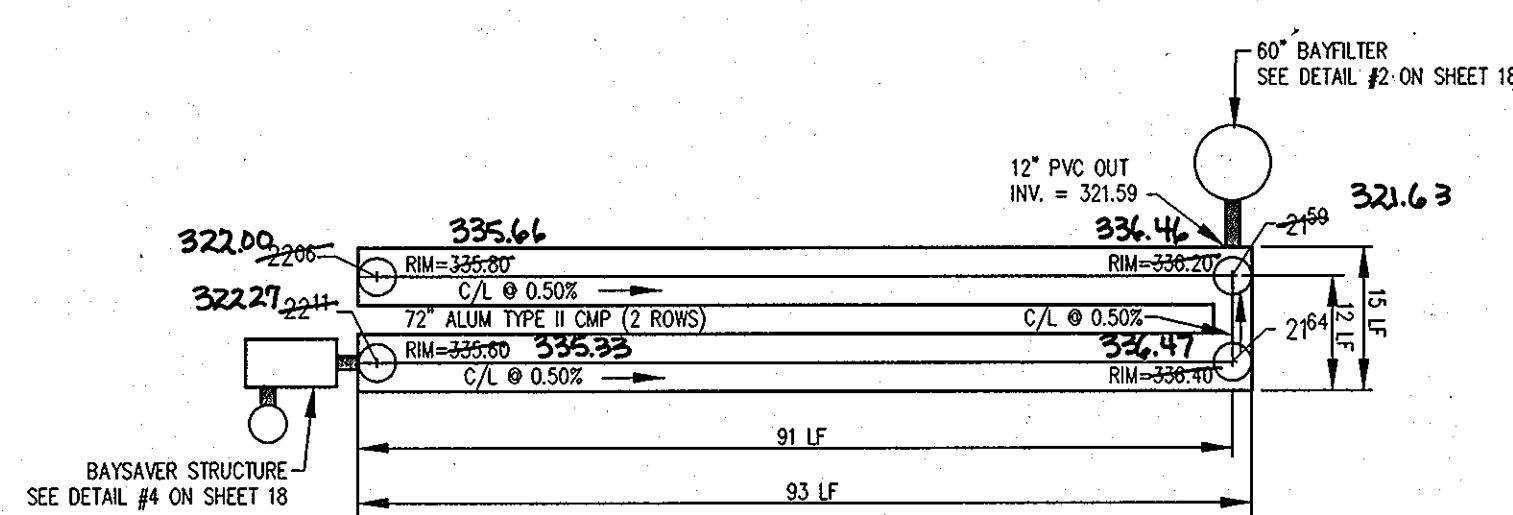 60" BAYFILTER
SEE DETAIL #2 ON SHEET 18
12" PVC OUT
INV. = 321.59
321.63
2159
322.00
2206
335.66
336.46
RIM=335.80
RIM=336.20
C/L @ 0.50%
322.27
2211
72" ALUM TYPE II CMP (2 ROWS)
C/L @ 0.50%
2164
12 LF
15 LF
RIM=335.60
335.33
336.47
C/L @ 0.50%
RIM=336.40
91 LF
BAYSAVER STRUCTURE
SEE DETAIL #4 ON SHEET 18
93 LF